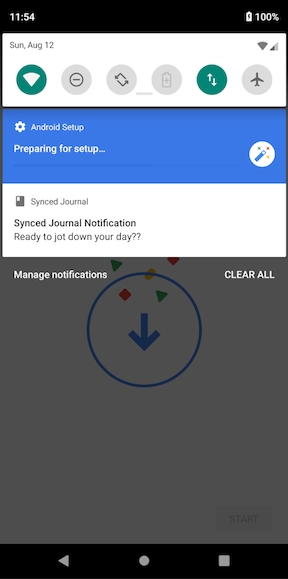 11:54
100%
Sun, Aug 12
Android Setup
Preparing for setup...
Synced Journal
Synced Journal Notification
Ready to jot down your day??
Manage notifications
CLEAR ALL
START